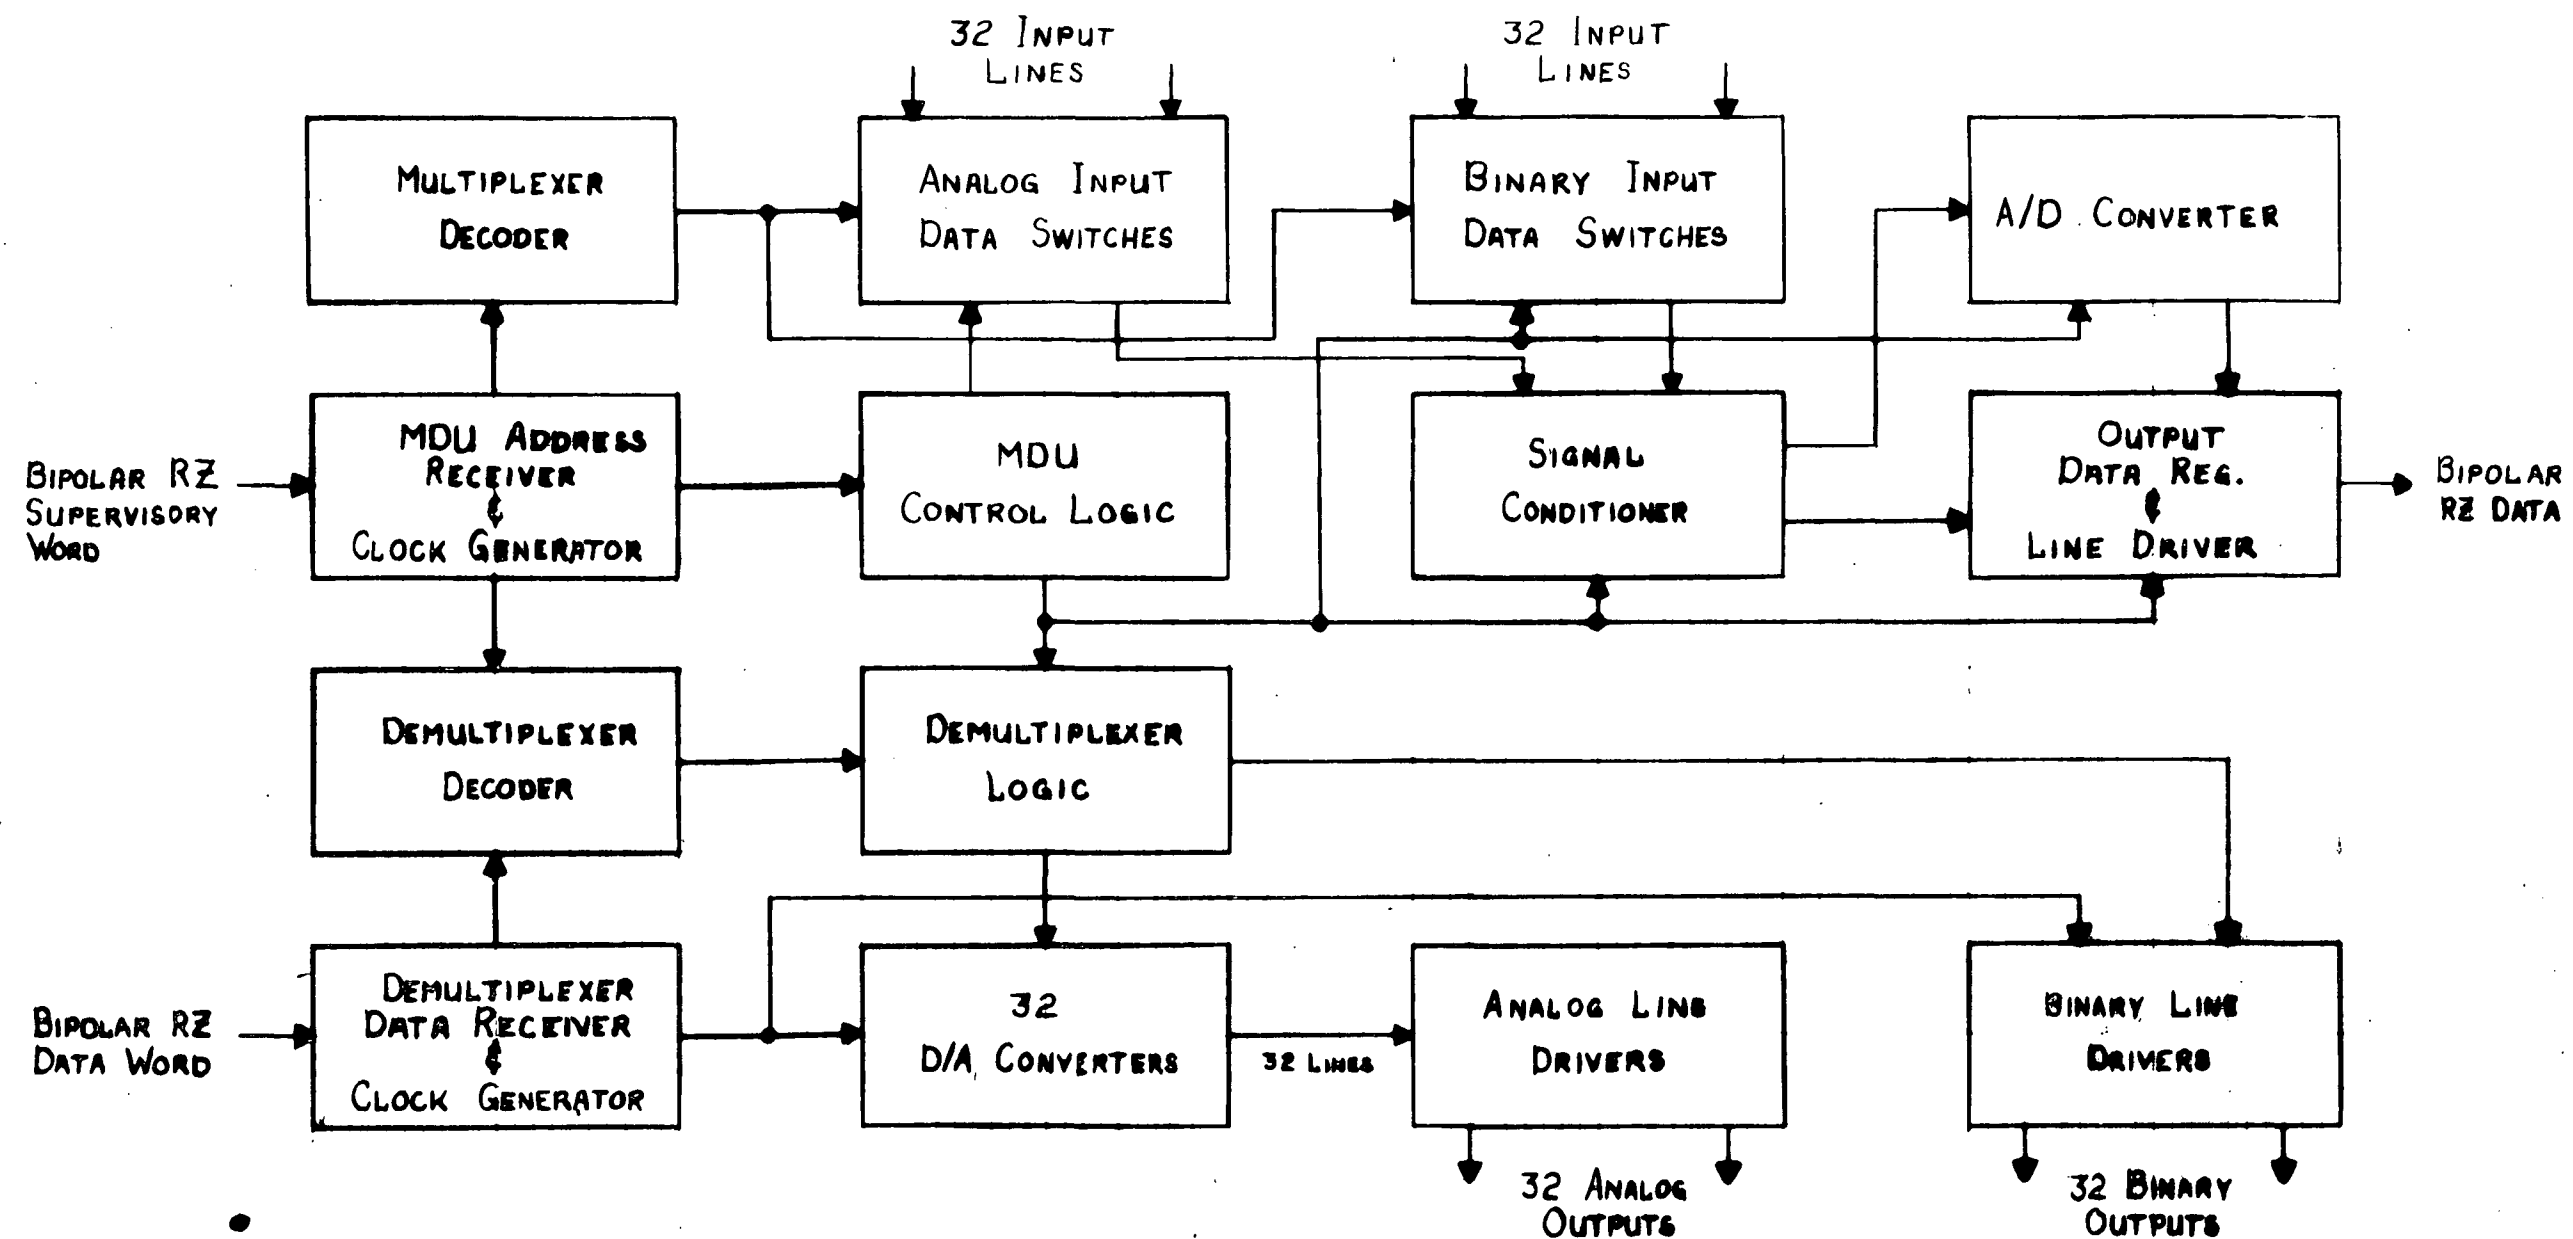 32 INPUT
LINES
32 INPUT
LINES
MULTIPLEXER
DECODER
ANALOG INPUT
DATA SWITCHES
BINARY INPUT
DATA SWITCHES
A/D CONVERTER
BIPOLAR RZ
SUPERVISORY
WORD
MDU ADDRESS
RECEIVER
&
CLOCK GENERATOR
MDU
CONTROL LOGIC
SIGNAL
CONDITIONER
OUTPUT
DATA REG.
&
LINE DRIVER
BIPOLAR
RZ DATA
DEMULTIPLEXER
DECODER
DEMULTIPLEXER
LOGIC
BIPOLAR RZ
DATA WORD
DEMULTIPLEXER
DATA RECEIVER
&
CLOCK GENERATOR
32
D/A CONVERTERS
32 LINES
ANALOG LINE
DRIVERS
BINARY LINE
DRIVERS
32 ANALOG
OUTPUTS
32 BINARY
OUTPUTS